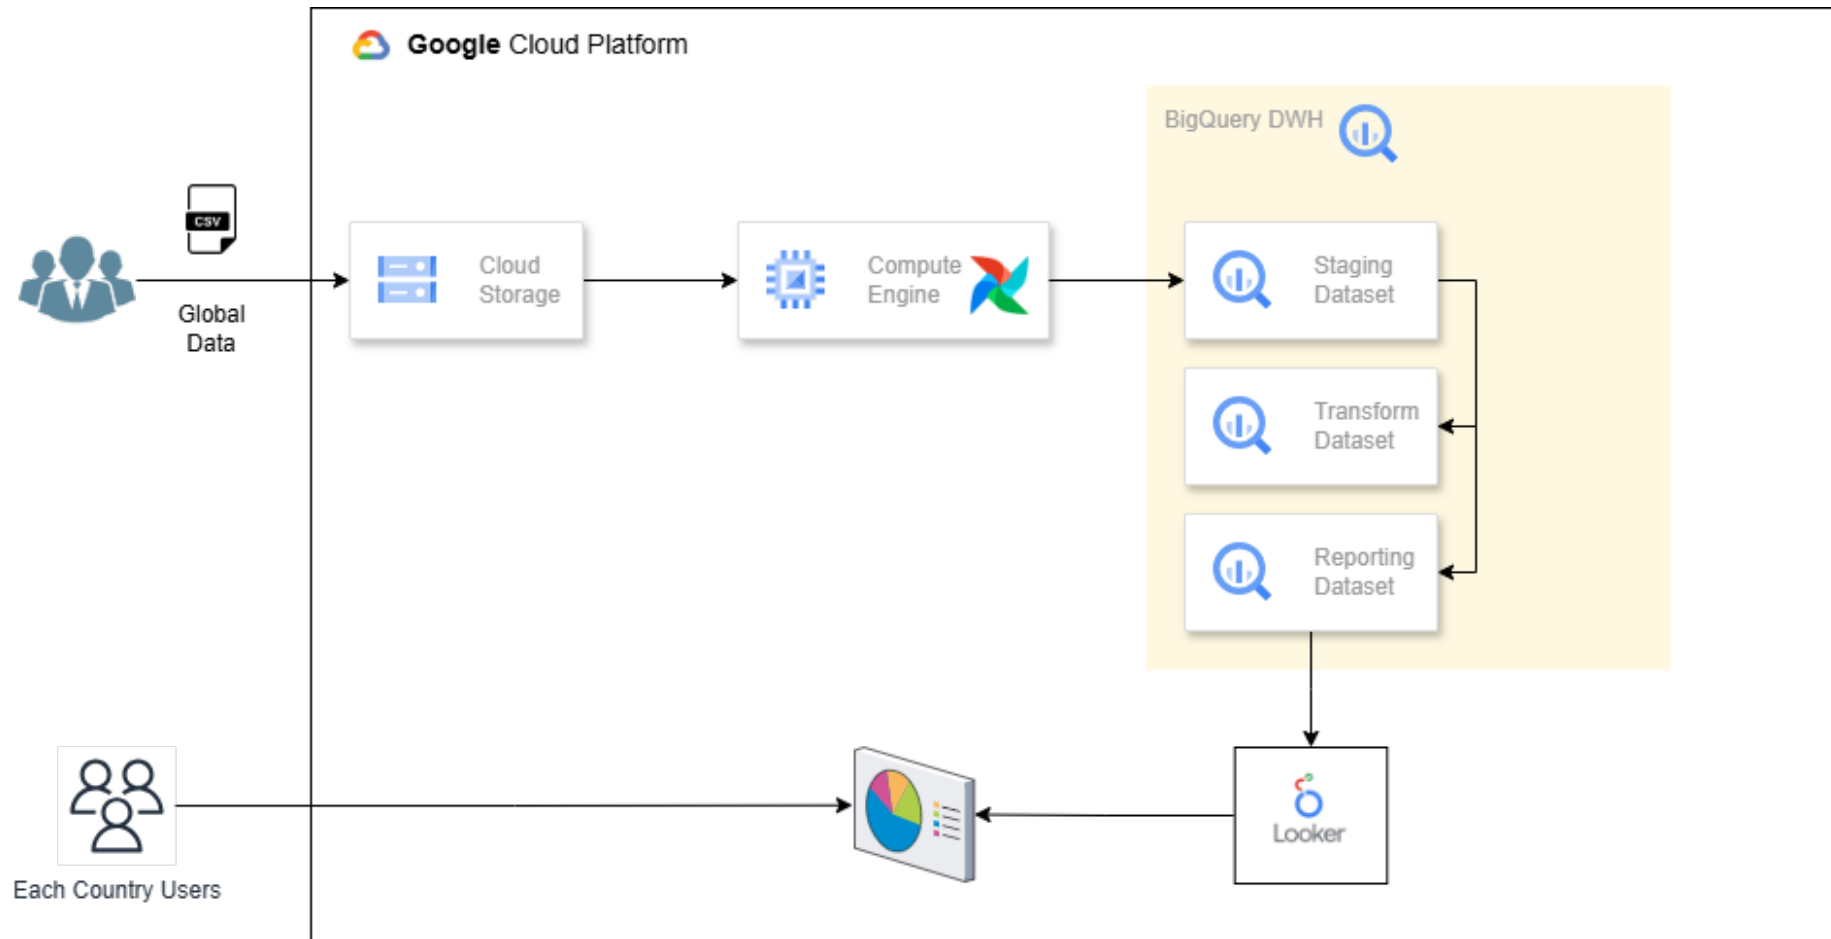 Google Cloud Platform
BigQuery DWH
CSV
Global
Data
Cloud
Storage
Compute
Engine
Staging
Dataset
Transform
Dataset
Reporting
Dataset
Looker
Each Country Users